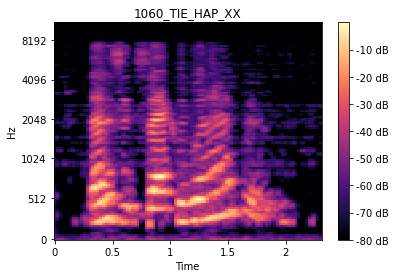 1060_TIE_HAP_XX
8192
4096
2048
1024
512
0
Hz
0
0.5
1
1.5
2
Time
-10 dB
-20 dB
-30 dB
-40 dB
-50 dB
-60 dB
-70 dB
-80 dB